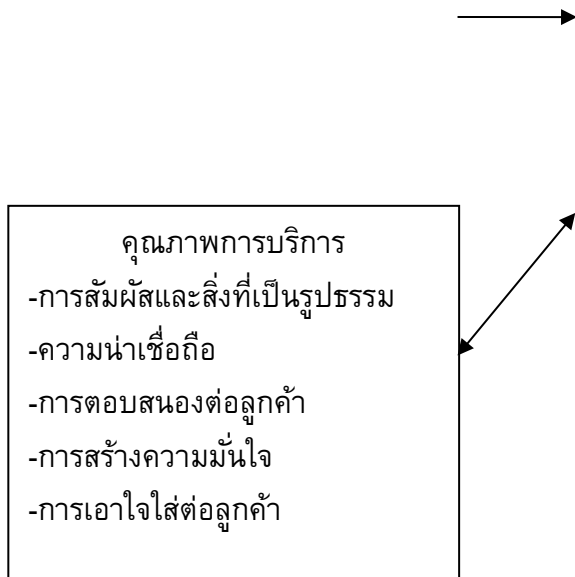 คุณภาพการบริการ
-การสัมผัสและสิ่งที่เป็นรูปธรรม
-ความน่าเชื่อถือ
-การตอบสนองต่อลูกค้า
-การสร้างความมั่นใจ
-การเอาใจใส่ต่อลูกค้า